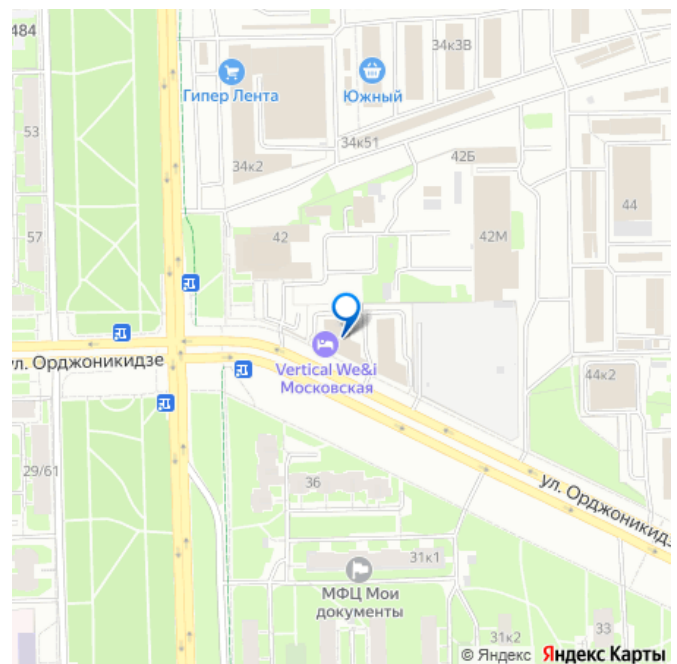 484
34к3В
Гипер Лента
Южный
53
34к51
34к2
42Б
44
57
42
42М
ул. Орджоникидзе
Vertical We&i
Московская
44к2
29/61
36
ул. Орджоникидз
31к1
МФЦ Мои
документы
31к2
33
© Яндекс Яндекс Карты